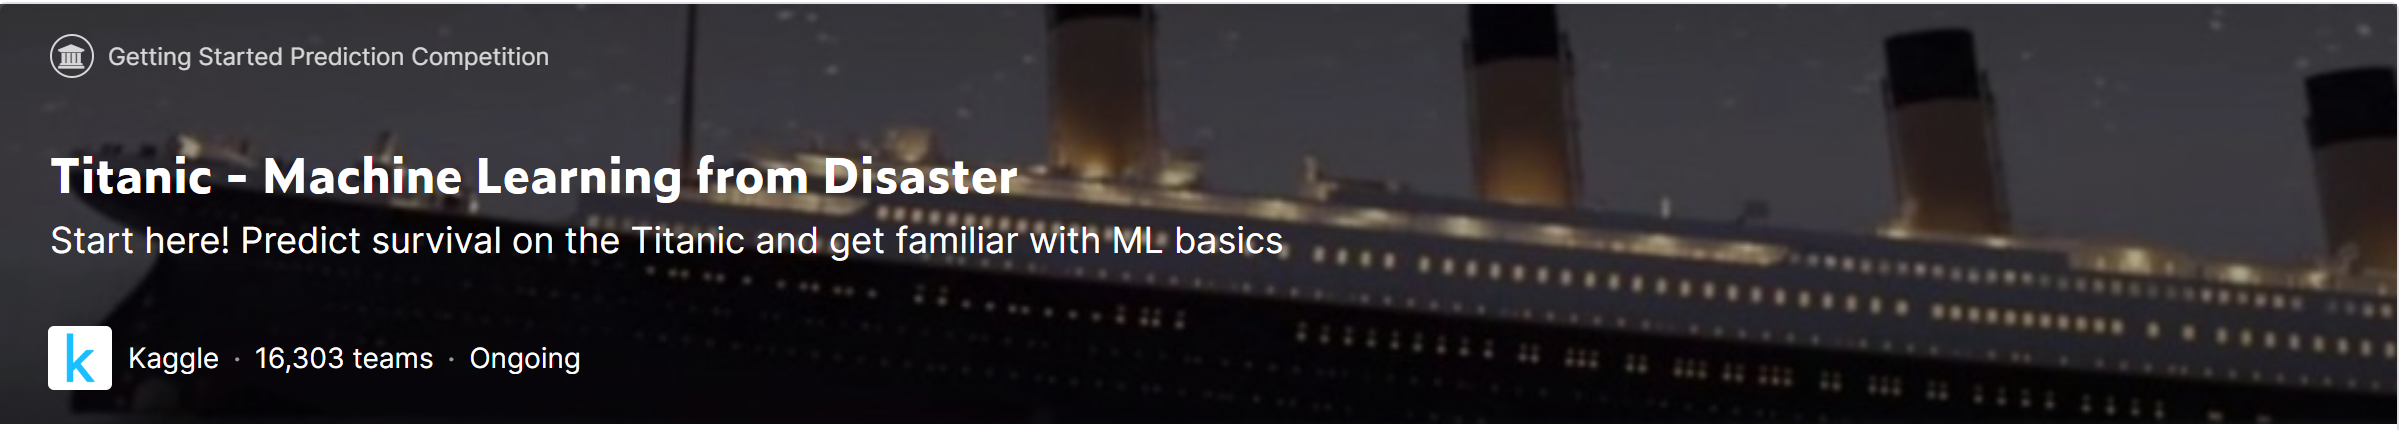 Getting Started Prediction Competition
Titanic - Machine Learning from Disaster
Start here! Predict survival on the Titanic and get familiar with ML basics
k Kaggle · 16,303 teams · Ongoing